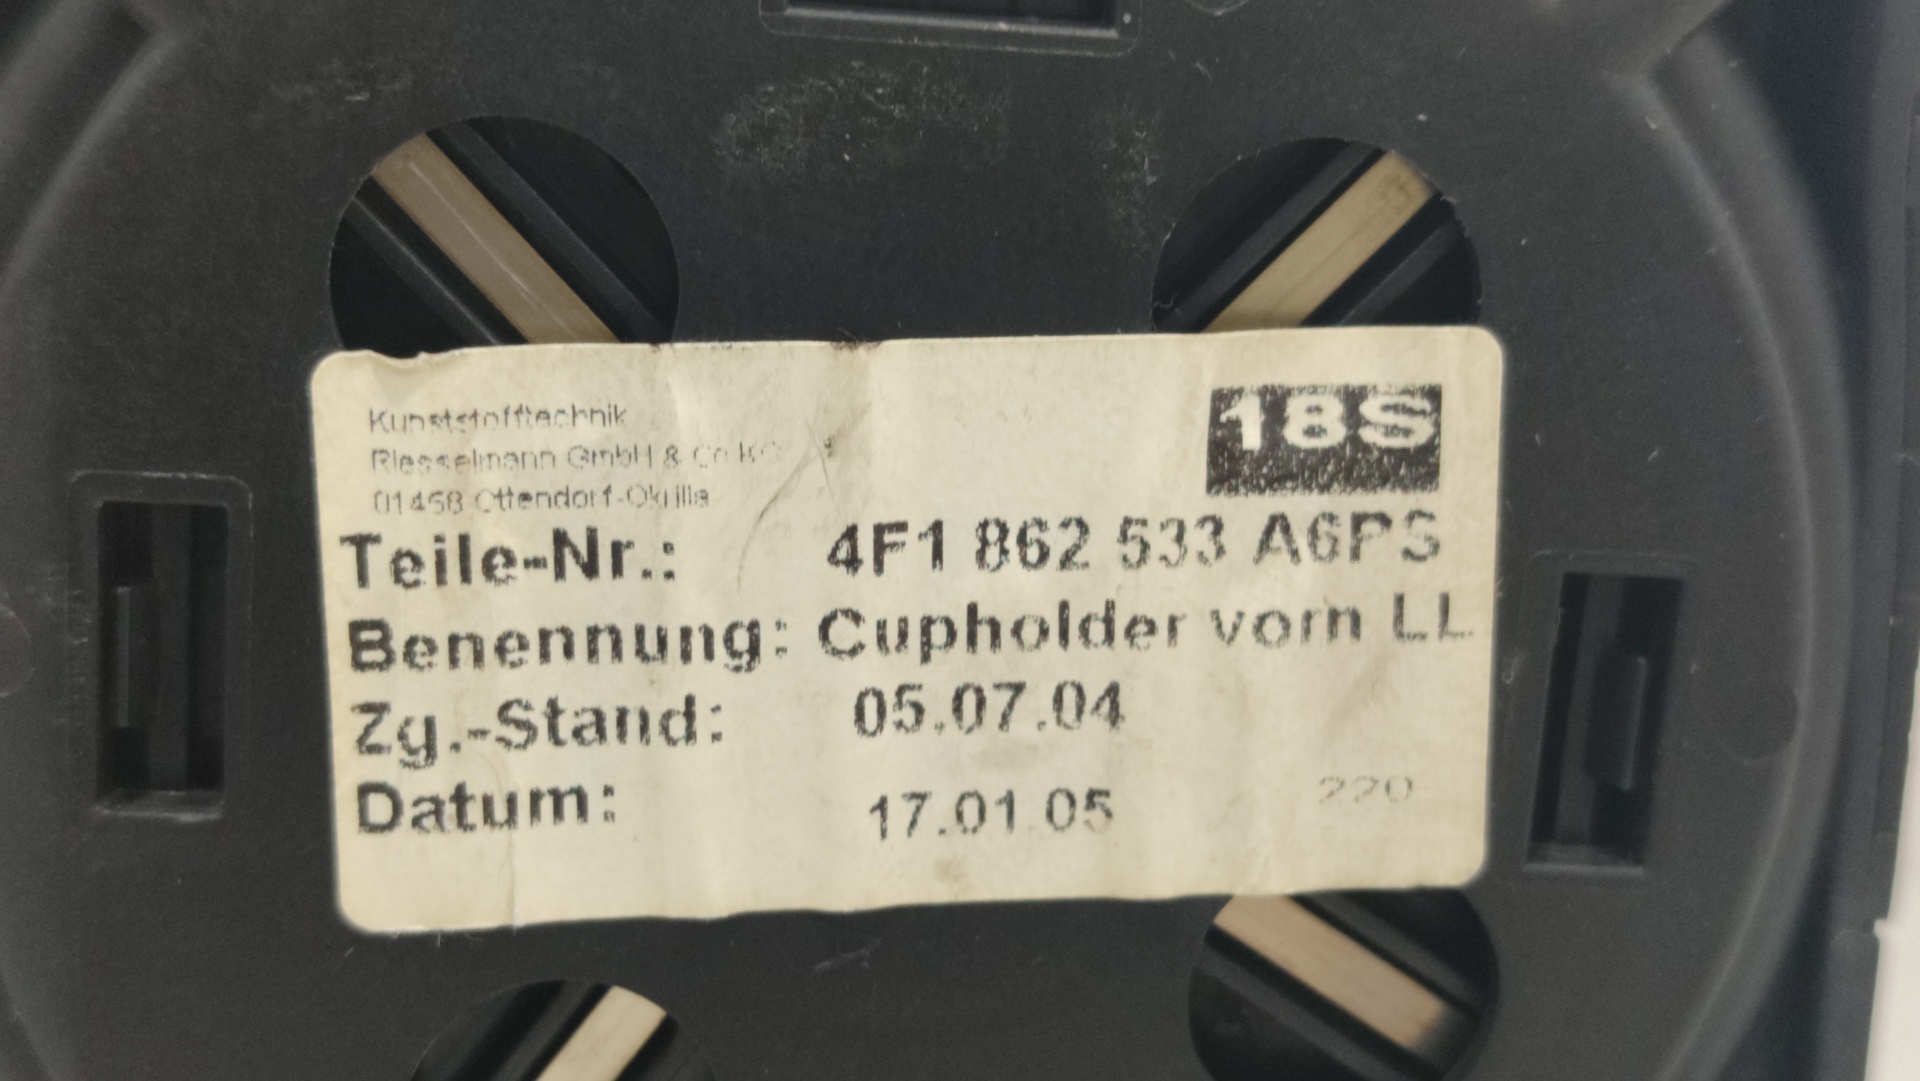 Kunststofftechnik
18S
Riesselmann GmbH & Co KG
01458 Ottendorf-Okrilla
Teile-Nr.: 4F1 862 533 A6PS
Benennung: Cupholder vorn LL
Zg.-Stand: 05.07.04
Datum: 17.01 05 220